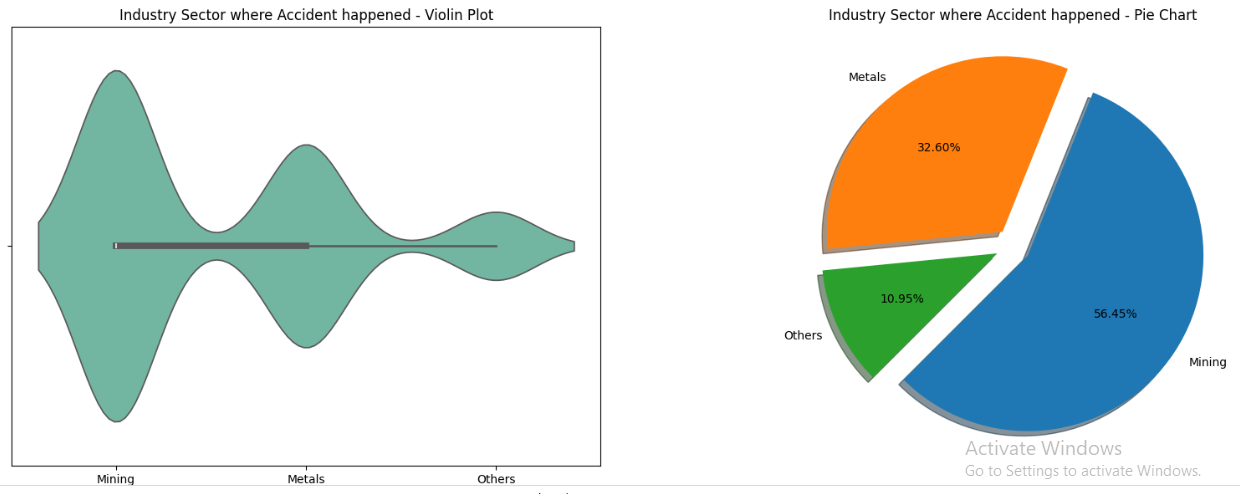 Industry Sector where Accident happened - Violin Plot
Mining
Metals
Others
Industry Sector where Accident happened - Pie Chart
Metals
32.60%
10.95%
Others
56.45%
Mining
Activate Windows
Go to Settings to activate Windows.